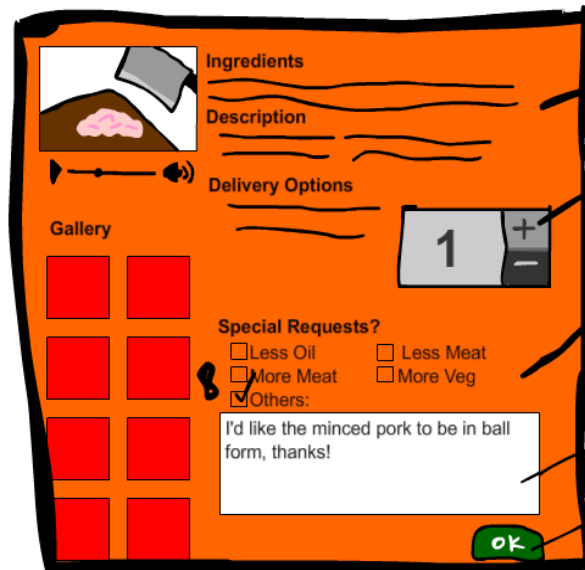 Ingredients
Description
Delivery Options
Gallery
1
+
-
Special Requests?
Less Oil
Less Meat
More Meat
More Veg
Others:
I'd like the minced pork to be in ball
form, thanks!
OK